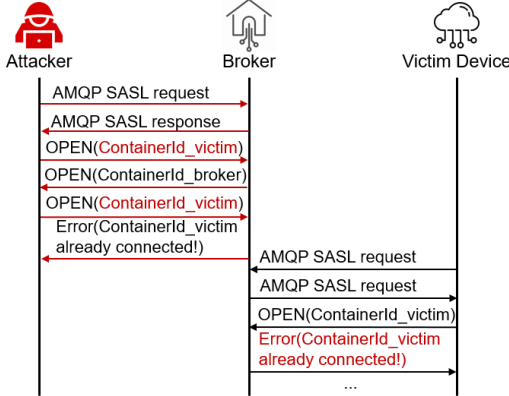 Attacker
Broker
Victim Device
AMQP SASL request
AMQP SASL response
OPEN(ContainerId_victim)
OPEN(ContainerId_broker)
OPEN(ContainerId_victim)
Error(ContainerId_victim
already connected!)
AMQP SASL request
AMQP SASL request
OPEN(ContainerId_victim)
Error(ContainerId_victim
already connected!)
...